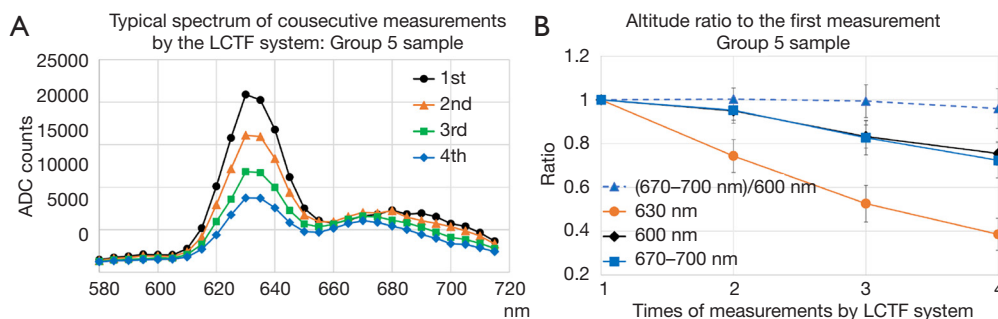 A
Typical spectrum of cousecutive measurements
by the LCTF system: Group 5 sample
25000
20000
15000
10000
5000
0
ADC counts
1st
2nd
3rd
4th
580 600 620 640 660 680 700 720
nm
B
Altitude ratio to the first measurement
Group 5 sample
1.2
1
0.8
0.6
0.4
0.2
Ratio
(670–700 nm)/600 nm
630 nm
600 nm
670–700 nm
1 2 3 4
Times of measurements by LCTF system